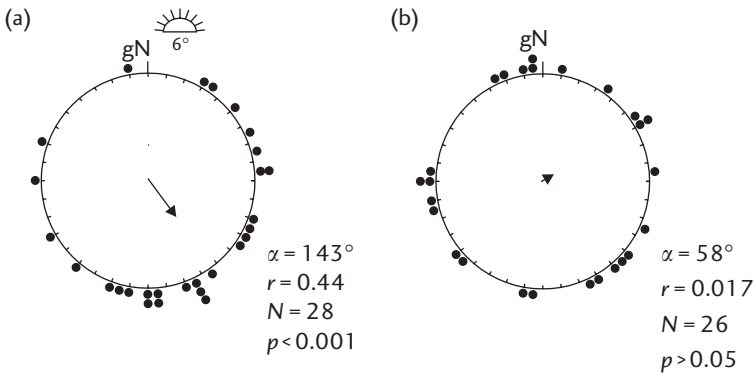 (a)
gN
6°
α = 143°
r = 0.44
N = 28
p < 0.001
(b)
gN
α = 58°
r = 0.017
N = 26
p > 0.05